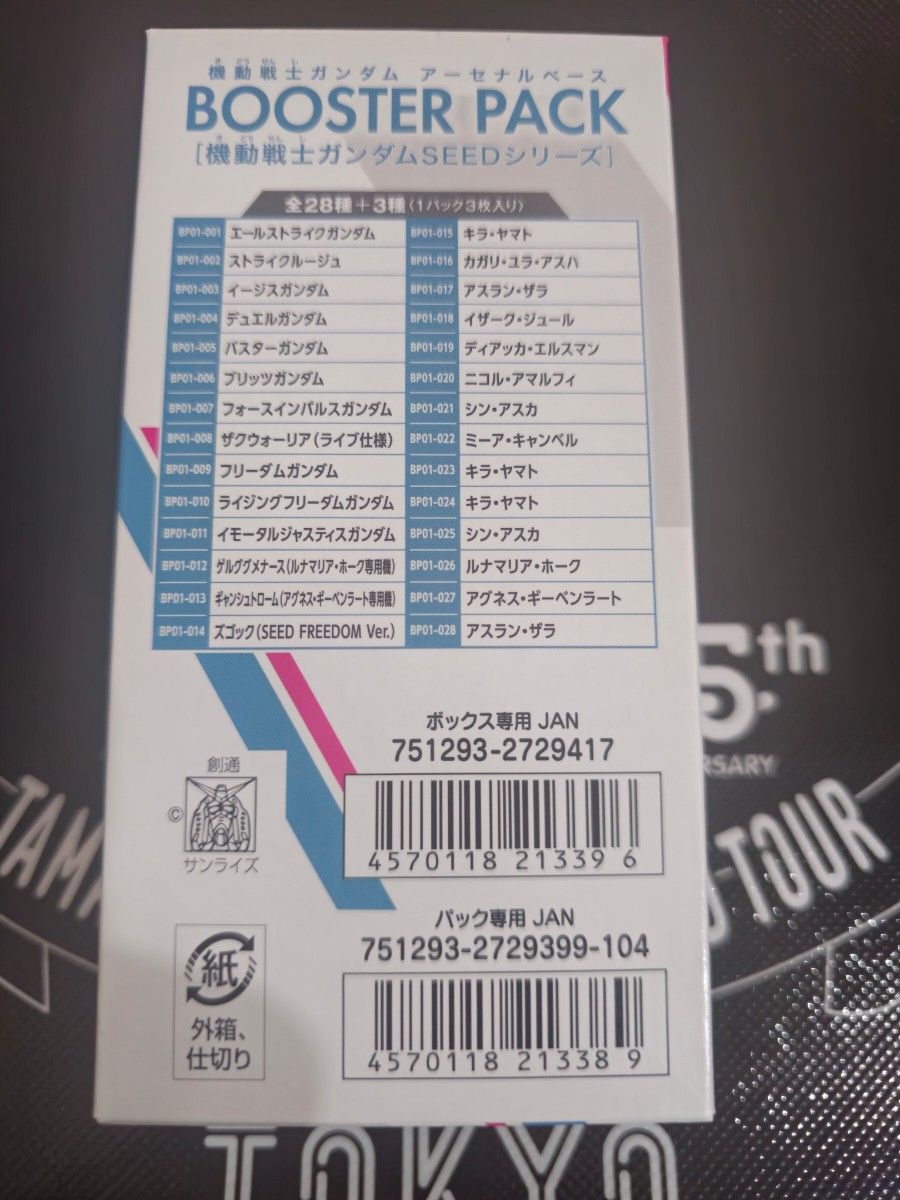 機動戦士ガンダム アーセナルベース
BOOSTER PACK
[機動戦士ガンダムSEEDシリーズ]
全28種+3種〈1パック3枚入り〉
BP01-001 エールストライクガンダム BP01-015 キラ・ヤマト
BP01-002 ストライクルージュ BP01-016 カガリ・ユラ・アスハ
BP01-003 イージスガンダム BP01-017 アスラン・ザラ
BP01-004 デュエルガンダム BP01-018 イザーク・ジュール
BP01-005 バスターガンダム BP01-019 ディアッカ・エルスマン
BP01-006 ブリッツガンダム BP01-020 ニコル・アマルフィ
BP01-007 フォースインパルスガンダム BP01-021 シン・アスカ
BP01-008 ザクウォーリア(ライブ仕様) BP01-022 ミーア・キャンベル
BP01-009 フリーダムガンダム BP01-023 キラ・ヤマト
BP01-010 ライジングフリーダムガンダム BP01-024 キラ・ヤマト
BP01-011 イモータルジャスティスガンダム BP01-025 シン・アスカ
BP01-012 ゲルググメナース(ルナマリア・ホーク専用機) BP01-026 ルナマリア・ホーク
BP01-013 ギャンシュトローム(アグネス・ギーベンラート専用機) BP01-027 アグネス・ギーベンラート
BP01-014 ズゴック(SEED FREEDOM Ver.) BP01-028 アスラン・ザラ
ボックス専用 JAN
751293-2729417
4570118 213396
創通
©
サンライズ
パック専用 JAN
751293-2729399-104
4570118 213389
紙
外箱、
仕切り
5th
RSARY
TAM
TOUR
TOKYO